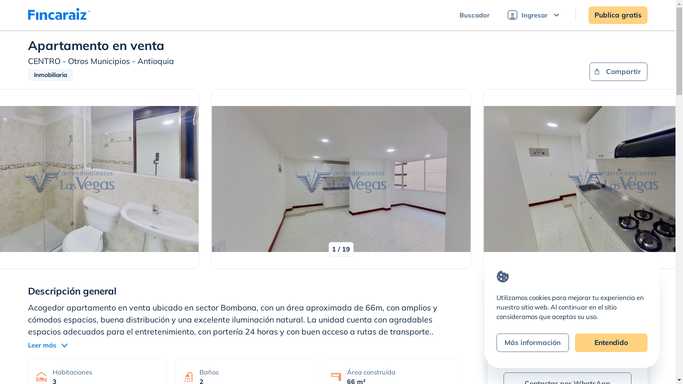 Fincaraiz
Buscador
Ingresar
Publica gratis
Apartamento en venta
CENTRO - Otros Municipios - Antioquia
Inmobiliaria
Compartir
Arrendamientos
Las Vegas
Arrendamientos
Las Vegas
Las Vegas
1 / 19
Descripción general
Acogedor apartamento en venta ubicado en sector Bombona, con un área aproximada de 66m, con amplios y
cómodos espacios, buena distribución y una excelente iluminación natural. La unidad cuenta con agradables
espacios adecuados para el entretenimiento, con portería 24 horas y con buen acceso a rutas de transporte..
Leer más
Habitaciones
3
Baños
2
Área construida
66 m²
Utilizamos cookies para mejorar tu experiencia en
nuestro sitio web. Al continuar en el sitio
consideramos que aceptas su uso.
Más información
Entendido
Contactar por WhatsApp